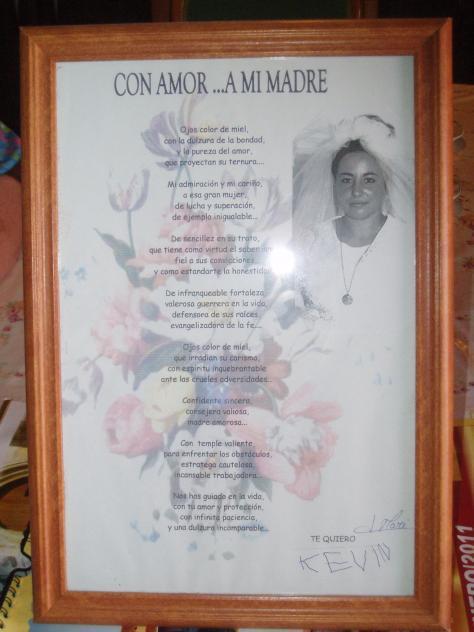 CON AMOR ...A MI MADRE
Ojos color de miel,
con la dulzura de la bondad,
y la pureza del amor,
que proyectan su ternura....
Mi admiración y mi cariño,
a esa gran mujer,
de lucha y superación,
de ejemplo inigualable...
De sencillez en su trato,
que tiene como virtud el saber
fiel a sus convicciones
y como estandarte la honestidad
De infranqueable fortaleza
valerosa guerrera en la vida,
defensora de sus raíces
evangelizadora de la fe....
Ojos color de miel,
que irradian su carisma,
con espíritu inquebrantable
ante las crueles adversidades...
Confidente sincera,
consejera valiosa,
madre amorosa...
Con temple valiente,
para enfrentar los obstáculos,
estratega cautelosa,
incansable trabajadora...
Nos has guiado en la vida,
con tu amor y protección,
con infinita paciencia,
y una dulzura incomparable...
TE QUIERO
KEVIN
ERO/2011